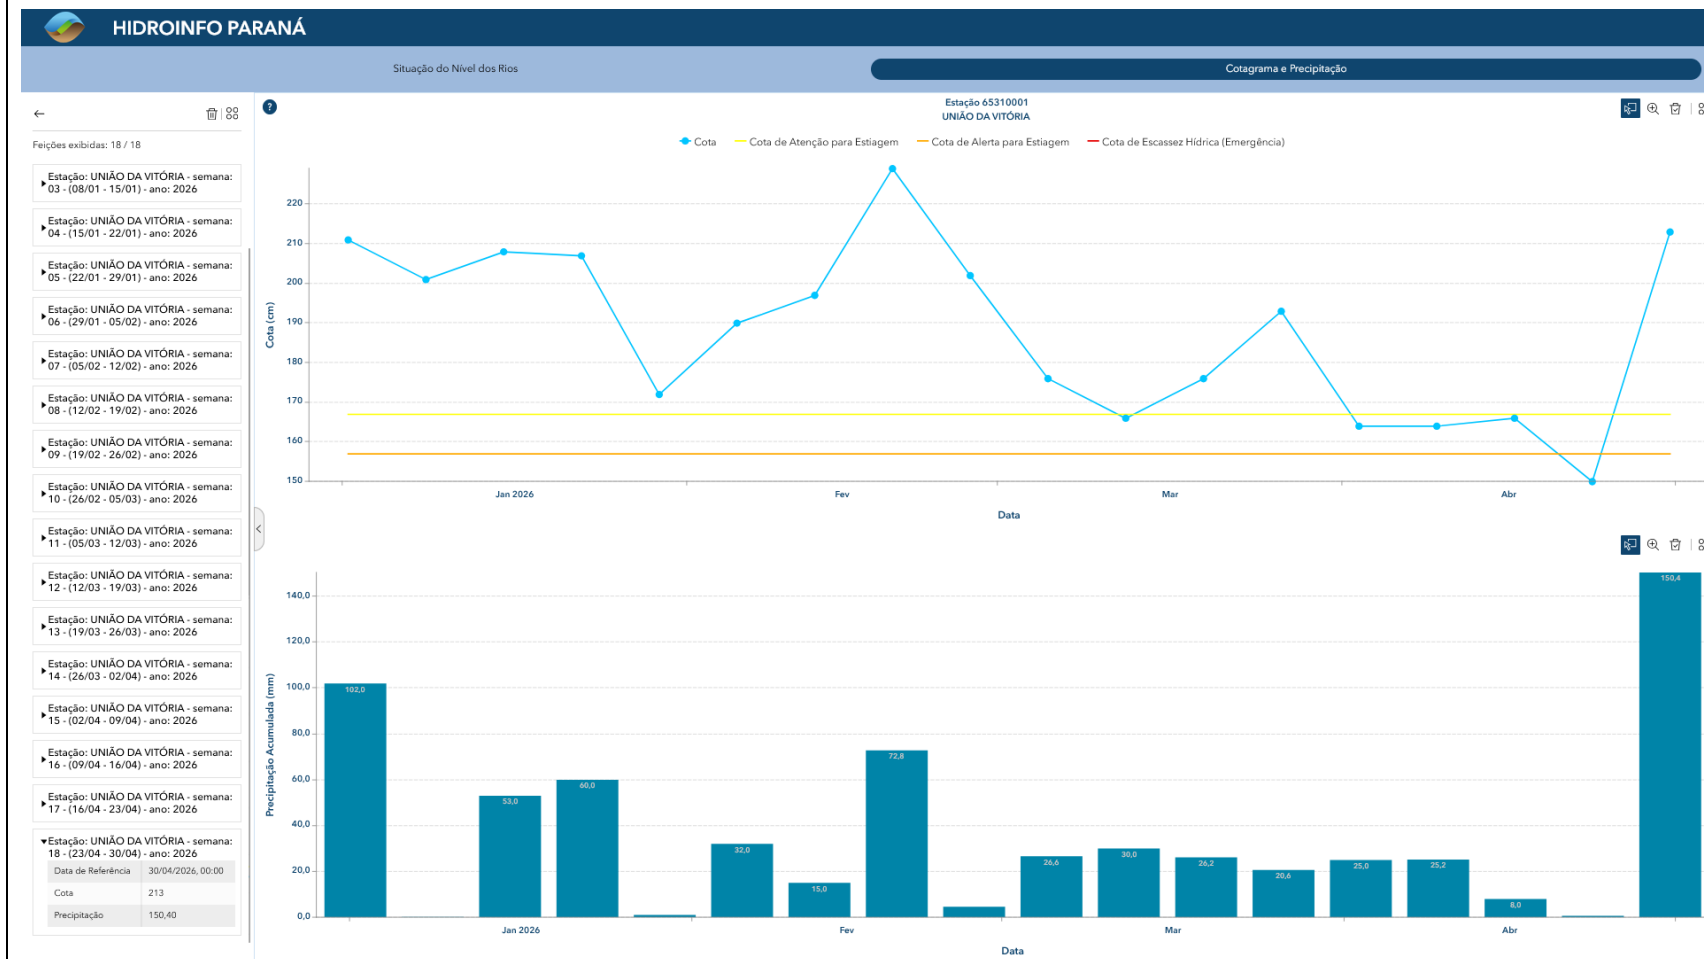 HIDROINFO PARANÁ
Situação do Nível dos Rios
Cotagrama e Precipitação
Feições exibidas: 18 / 18
Estação: UNIÃO DA VITÓRIA - semana:
03 - (08/01 - 15/01) - ano: 2026
Estação: UNIÃO DA VITÓRIA - semana:
04 - (15/01 - 22/01) - ano: 2026
Estação: UNIÃO DA VITÓRIA - semana:
05 - (22/01 - 29/01) - ano: 2026
Estação: UNIÃO DA VITÓRIA - semana:
06 - (29/01 - 05/02) - ano: 2026
Estação: UNIÃO DA VITÓRIA - semana:
07 - (05/02 - 12/02) - ano: 2026
Estação: UNIÃO DA VITÓRIA - semana:
08 - (12/02 - 19/02) - ano: 2026
Estação: UNIÃO DA VITÓRIA - semana:
09 - (19/02 - 26/02) - ano: 2026
Estação: UNIÃO DA VITÓRIA - semana:
10 - (26/02 - 05/03) - ano: 2026
Estação: UNIÃO DA VITÓRIA - semana:
11 - (05/03 - 12/03) - ano: 2026
Estação: UNIÃO DA VITÓRIA - semana:
12 - (12/03 - 19/03) - ano: 2026
Estação: UNIÃO DA VITÓRIA - semana:
13 - (19/03 - 26/03) - ano: 2026
Estação: UNIÃO DA VITÓRIA - semana:
14 - (26/03 - 02/04) - ano: 2026
Estação: UNIÃO DA VITÓRIA - semana:
15 - (02/04 - 09/04) - ano: 2026
Estação: UNIÃO DA VITÓRIA - semana:
16 - (09/04 - 16/04) - ano: 2026
Estação: UNIÃO DA VITÓRIA - semana:
17 - (16/04 - 23/04) - ano: 2026
Estação: UNIÃO DA VITÓRIA - semana:
18 - (23/04 - 30/04) - ano: 2026
Data de Referência 30/04/2026, 00:00
Cota 213
Precipitação 150,40
?
Estação 65310001
UNIÃO DA VITÓRIA
Cota Cota de Atenção para Estiagem Cota de Alerta para Estiagem Cota de Escassez Hídrica (Emergência)
Cota (cm)
220
210
200
190
180
170
160
150
Jan 2026 Fev Mar Abr
Data
Precipitação Acumulada (mm)
140,0
120,0
100,0
80,0
60,0
40,0
20,0
0,0
102,0
53,0
60,0
32,0
15,0
72,8
26,6
30,0
26,2
20,6
25,0
25,2
8,0
150,4
Jan 2026 Fev Mar Abr
Data